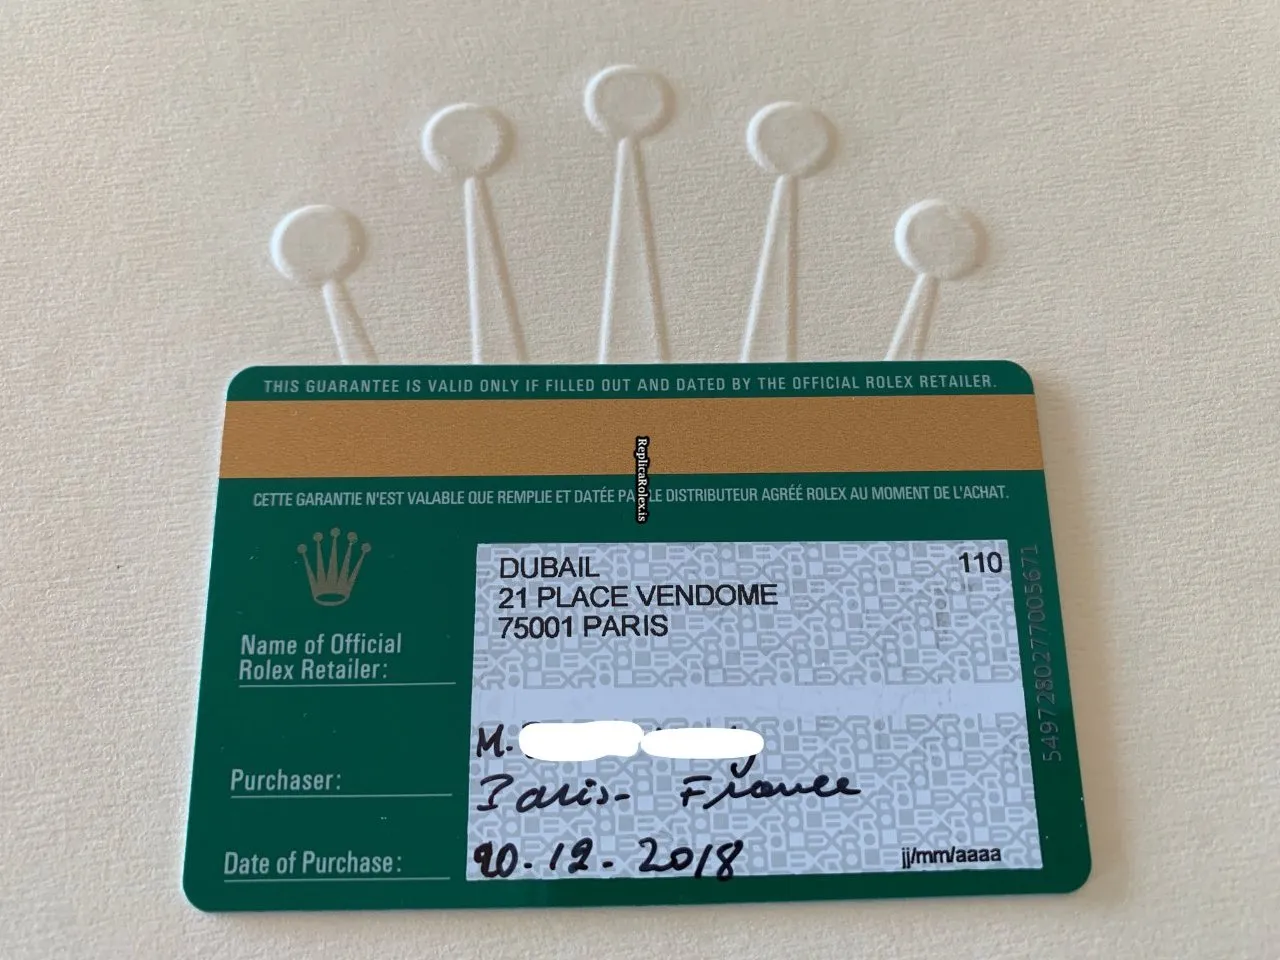 THIS GUARANTEE IS VALID ONLY IF FILLED OUT AND DATED BY THE OFFICIAL ROLEX RETAILER.
ReplicaRolex.is
CETTE GARANTIE N'EST VALABLE QUE REMPLIE ET DATÉE PAR LE DISTRIBUTEUR AGRÉÉ ROLEX AU MOMENT DE L'ACHAT.
DUBAIL 110
21 PLACE VENDOME
75001 PARIS
Name of Official
Rolex Retailer:
5497280277005671
M.
Purchaser:
Paris - France
Date of Purchase: 20-12-2018 jj/mm/aaaa